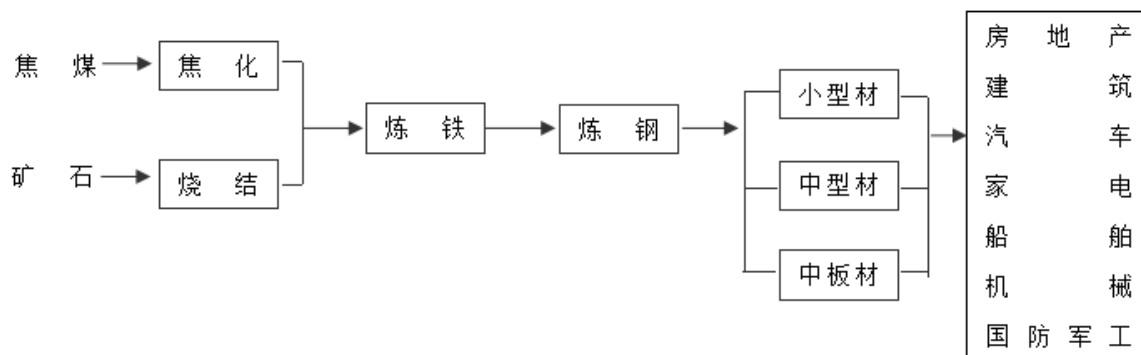 焦煤
焦化
矿石
烧结
炼铁
炼钢
小型材
中型材
中板材
房地产
建筑
汽车
家电
船舶
机械
国防军工